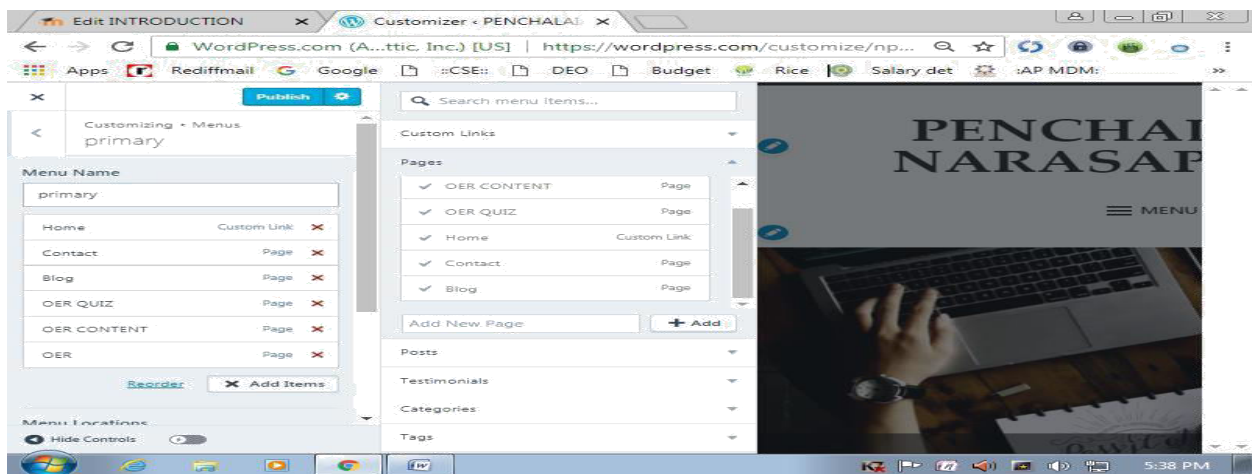 Edit INTRODUCTION
Customizer ‹ PENCHALAI
WordPress.com (A...ttic, Inc.) [US] | https://wordpress.com/customize/np...
Apps Rediffmail Google ::CSE:: DEO Budget Rice Salary det :AP MDM:
Publish
Customizing • Menus
primary
Menu Name
primary
Home Custom Link
Contact Page
Blog Page
OER QUIZ Page
OER CONTENT Page
OER Page
Reorder Add Items
Menu Locations
Hide Controls
Search menu items...
Custom Links
Pages
OER CONTENT Page
OER QUIZ Page
Home Custom Link
Contact Page
Blog Page
Add New Page + Add
Posts
Testimonials
Categories
Tags
PENCHAI
NARASAP
MENU
5:38 PM